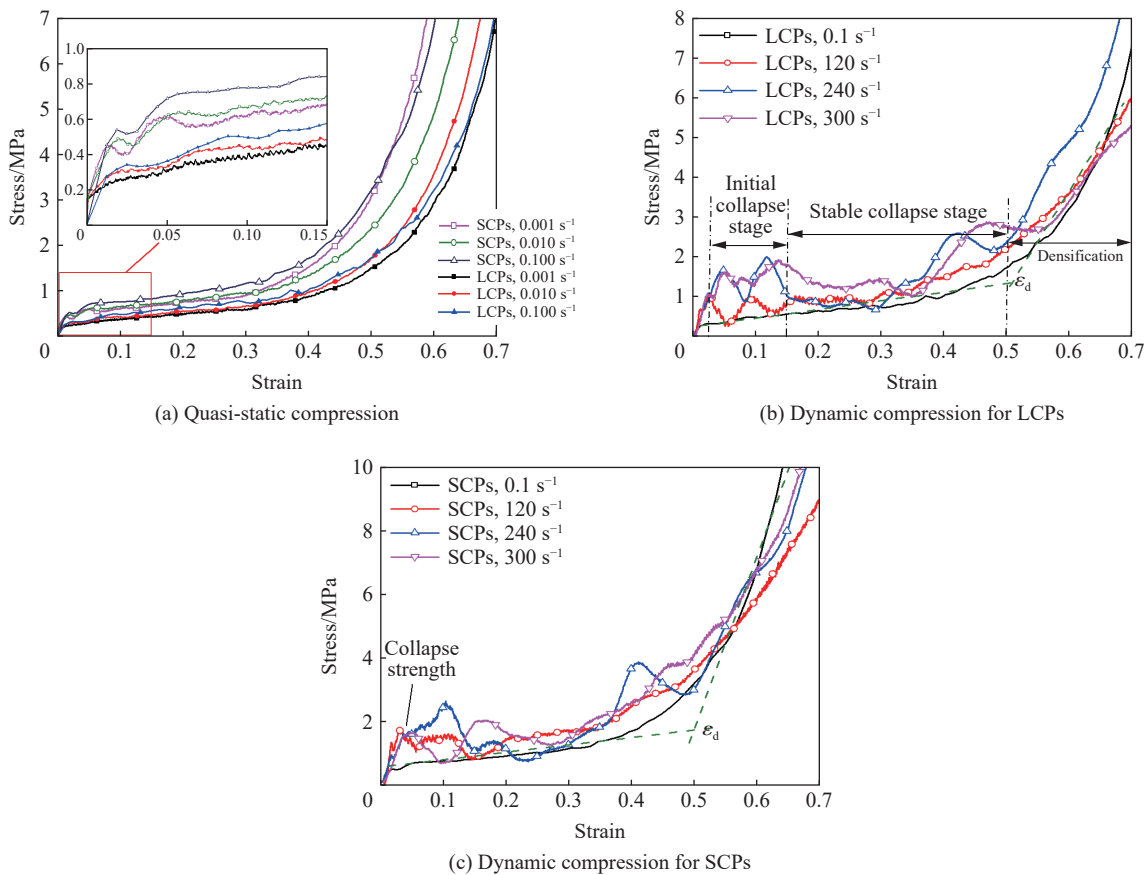 7
6
5
4
3
2
1
0
Stress/MPa
1.0
0.8
0.6
0.4
0.2
0
0.05
0.10
0.15
SCPs, 0.001 s⁻¹
SCPs, 0.010 s⁻¹
SCPs, 0.100 s⁻¹
LCPs, 0.001 s⁻¹
LCPs, 0.010 s⁻¹
LCPs, 0.100 s⁻¹
0.1 0.2 0.3 0.4 0.5 0.6 0.7
Strain
(a) Quasi-static compression
8
7
6
5
4
3
2
1
0
Stress/MPa
LCPs, 0.1 s⁻¹
LCPs, 120 s⁻¹
LCPs, 240 s⁻¹
LCPs, 300 s⁻¹
Initial
collapse
stage
Stable collapse stage
Densification
εd
0.1 0.2 0.3 0.4 0.5 0.6 0.7
Strain
(b) Dynamic compression for LCPs
10
8
6
4
2
0
Stress/MPa
SCPs, 0.1 s⁻¹
SCPs, 120 s⁻¹
SCPs, 240 s⁻¹
SCPs, 300 s⁻¹
Collapse
strength
εd
0.1 0.2 0.3 0.4 0.5 0.6 0.7
Strain
(c) Dynamic compression for SCPs